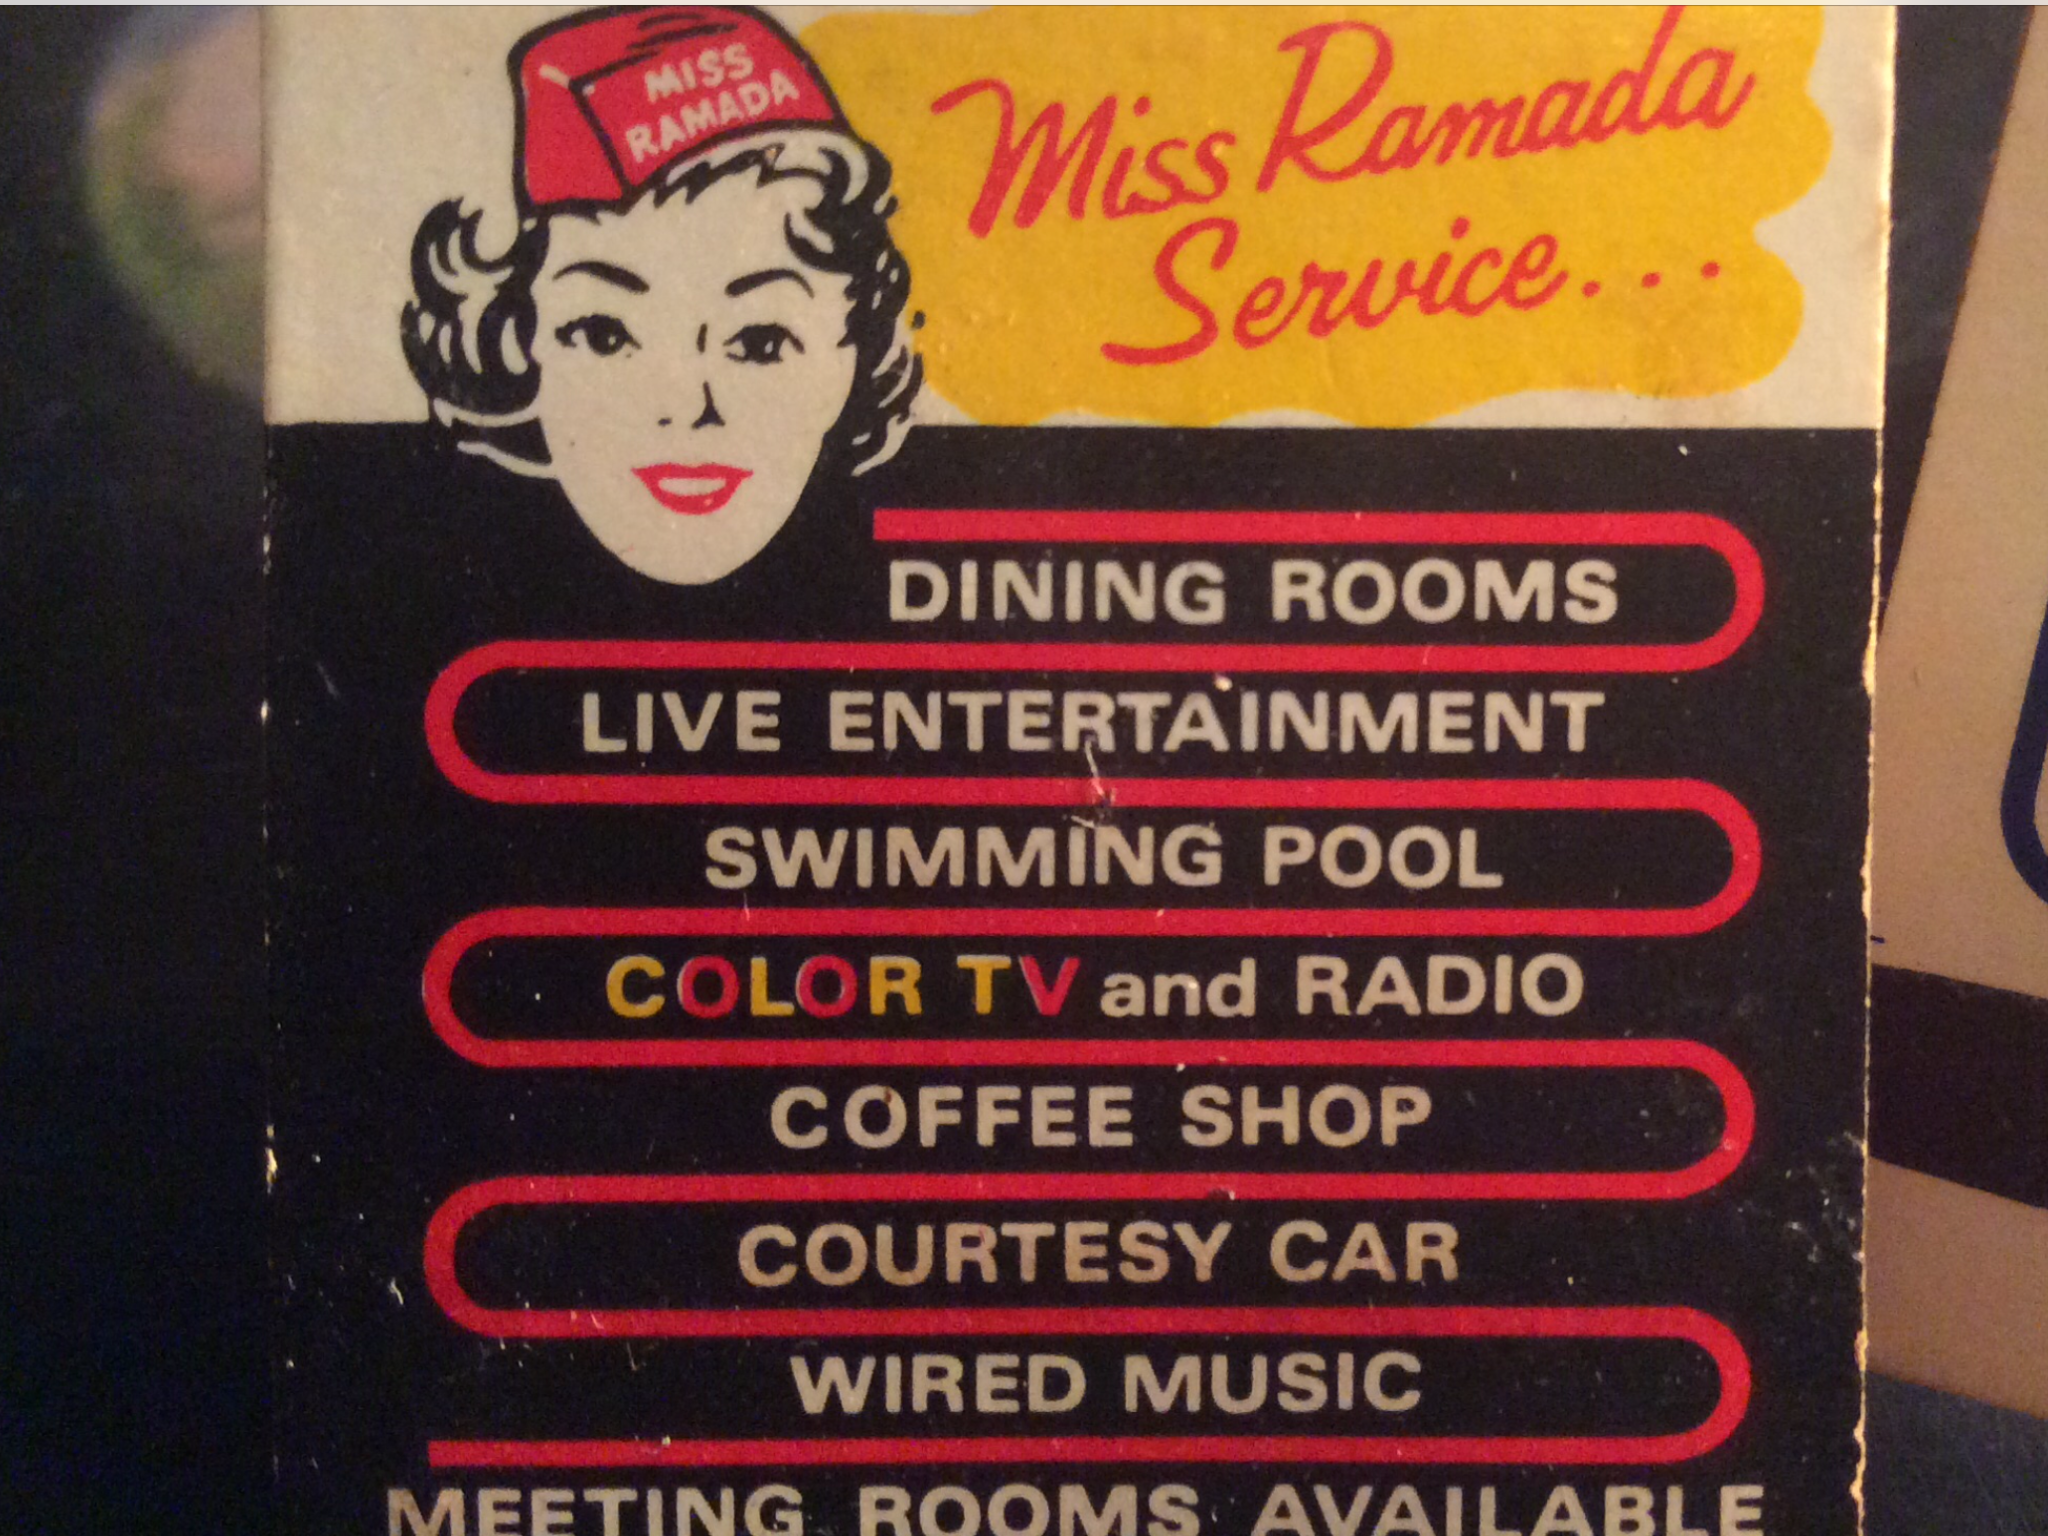 MISS
RAMADA
Miss Ramada
Service...
DINING ROOMS
LIVE ENTERTAINMENT
SWIMMING POOL
COLOR TV and RADIO
COFFEE SHOP
COURTESY CAR
WIRED MUSIC
MEETING ROOMS AVAILABLE